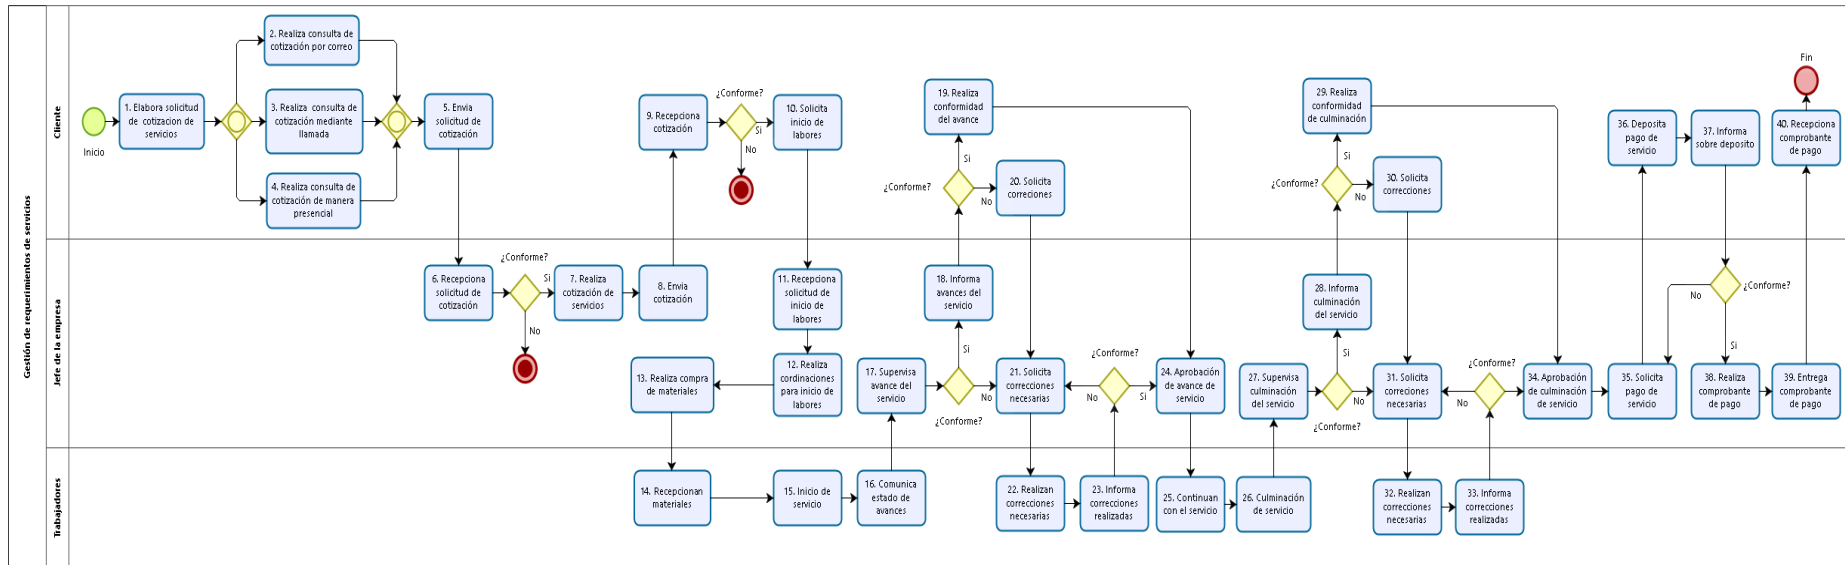 Gestión de requerimientos de servicios
Cliente
Inicio
1. Elabora solicitud
de cotizacion de
servicios
2. Realiza consulta de
cotización por correo
3. Realiza consulta de
cotización mediante
llamada
4. Realiza consulta de
cotización de manera
presencial
5. Envia
solicitud de
cotización
9. Recepciona
cotización
¿Conforme?
Si
No
10. Solicita
inicio de
labores
19. Realiza
conformidad
del avance
Si
¿Conforme?
No
20. Solicita
correciones
29. Realiza
conformidad
de culminación
Si
¿Conforme?
No
30. Solicita
correcciones
36. Deposita
pago de
servicio
37. Informa
sobre deposito
Fin
40. Recepciona
comprobante
de pago
Jefe de la empresa
6. Recepciona
solicitud de
cotización
¿Conforme?
Si
No
7. Realiza
cotización de
servicios
8. Envia
cotización
11. Recepciona
solicitud de
inicio de
labores
12. Realiza
cordinaciones
para inicio de
labores
13. Realiza compra
de materiales
17. Supervisa
avance del
servicio
18. Informa
avances del
servicio
Si
No
¿Conforme?
21. Solicita
correcciones
necesarias
¿Conforme?
No
Si
24. Aprobación
de avance de
servicio
27. Supervisa
culminación
del servicio
28. Informa
culminación
del servicio
Si
No
¿Conforme?
31. Solicita
correciones
necesarias
¿Conforme?
No
Si
34. Aprobación
de culminación
de servicio
35. Solicita
pago de
servicio
No
¿Conforme?
Si
38. Realiza
comprobante
de pago
39. Entrega
comprobante
de pago
Trabajadores
14. Recepcionan
materiales
15. Inicio de
servicio
16. Comunica
estado de
avances
22. Realizan
correcciones
necesarias
23. Informa
correcciones
realizadas
25. Continuan
con el servicio
26. Culminación
de servicio
32. Realizan
correcciones
necesarias
33. Informa
correcciones
realizadas